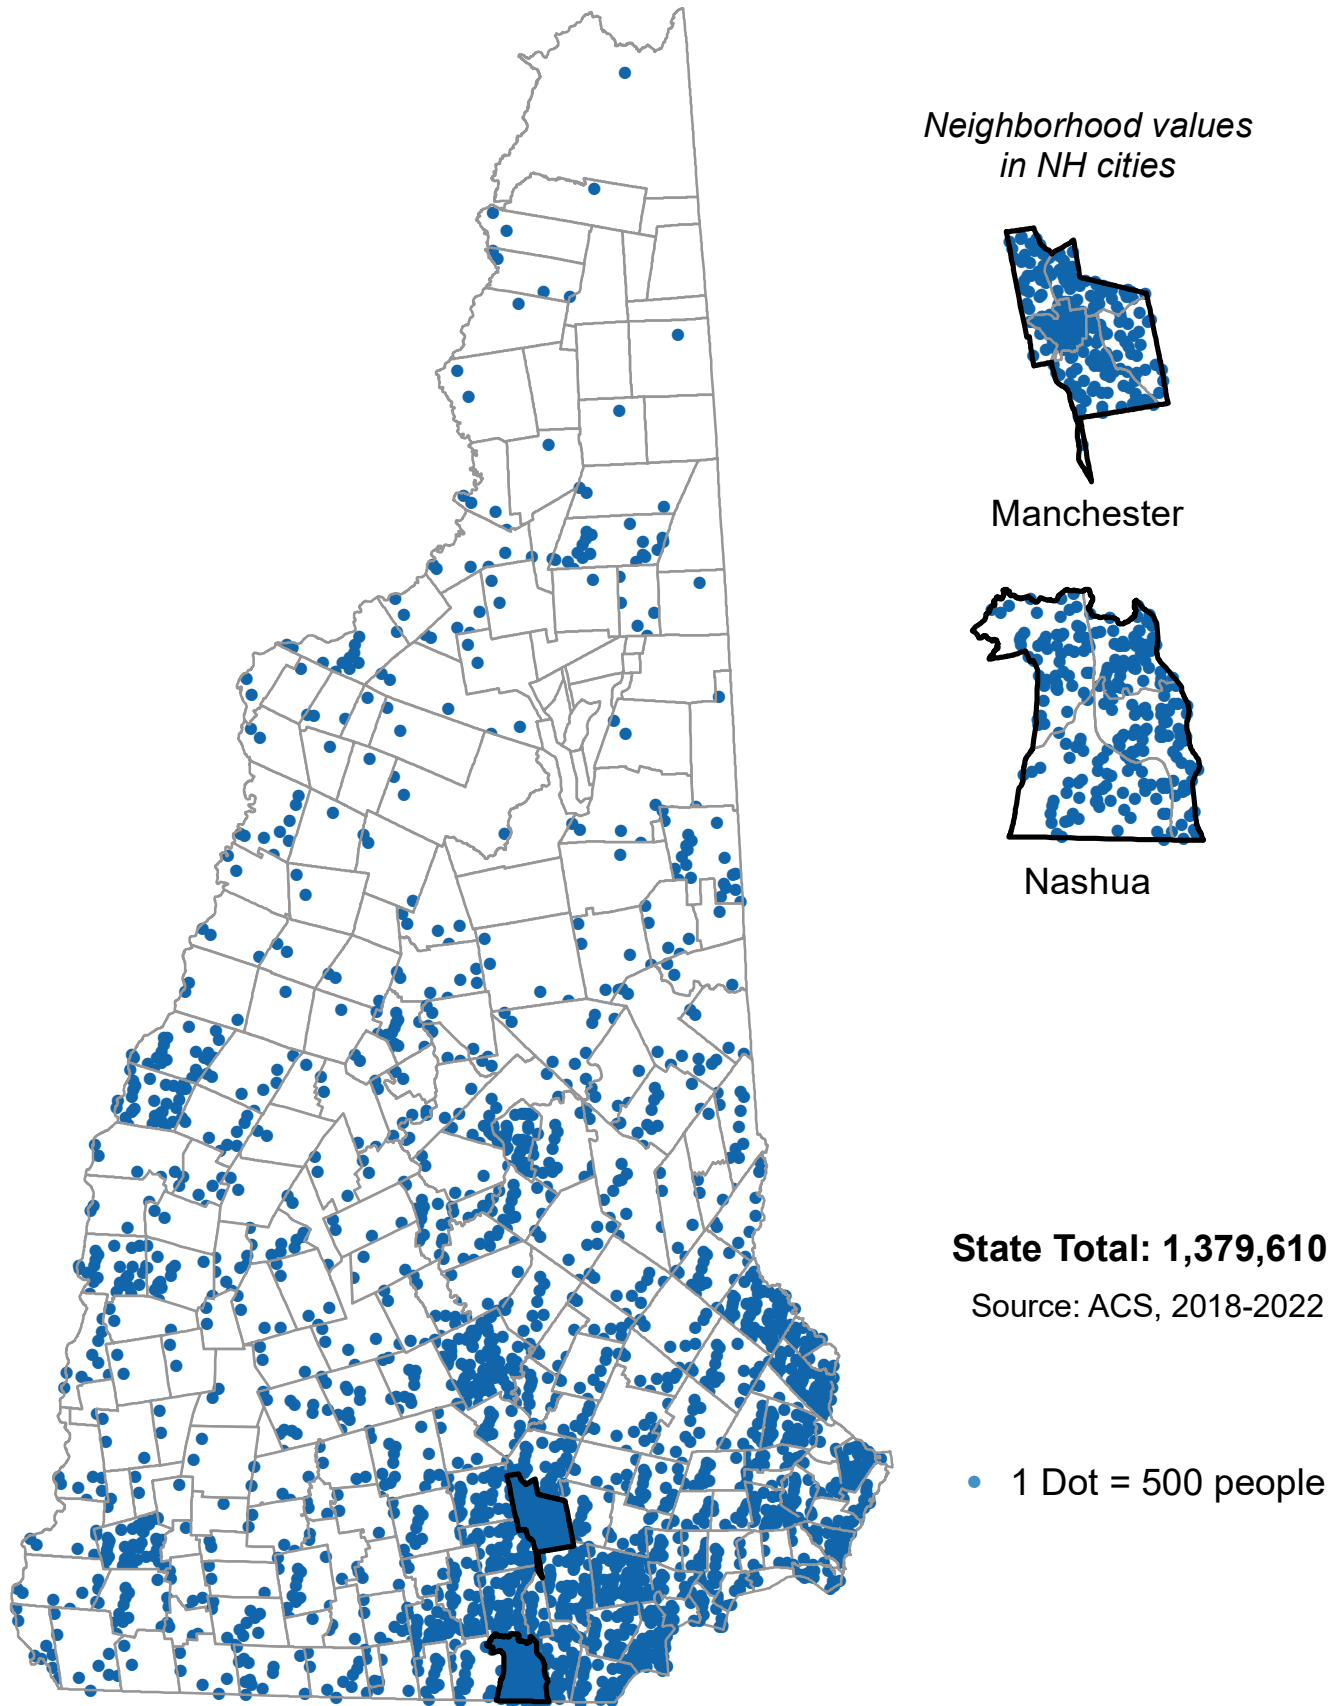 Neighborhood values
in NH cities
Manchester
Nashua
State Total: 1,379,610
Source: ACS, 2018-2022
1 Dot = 500 people